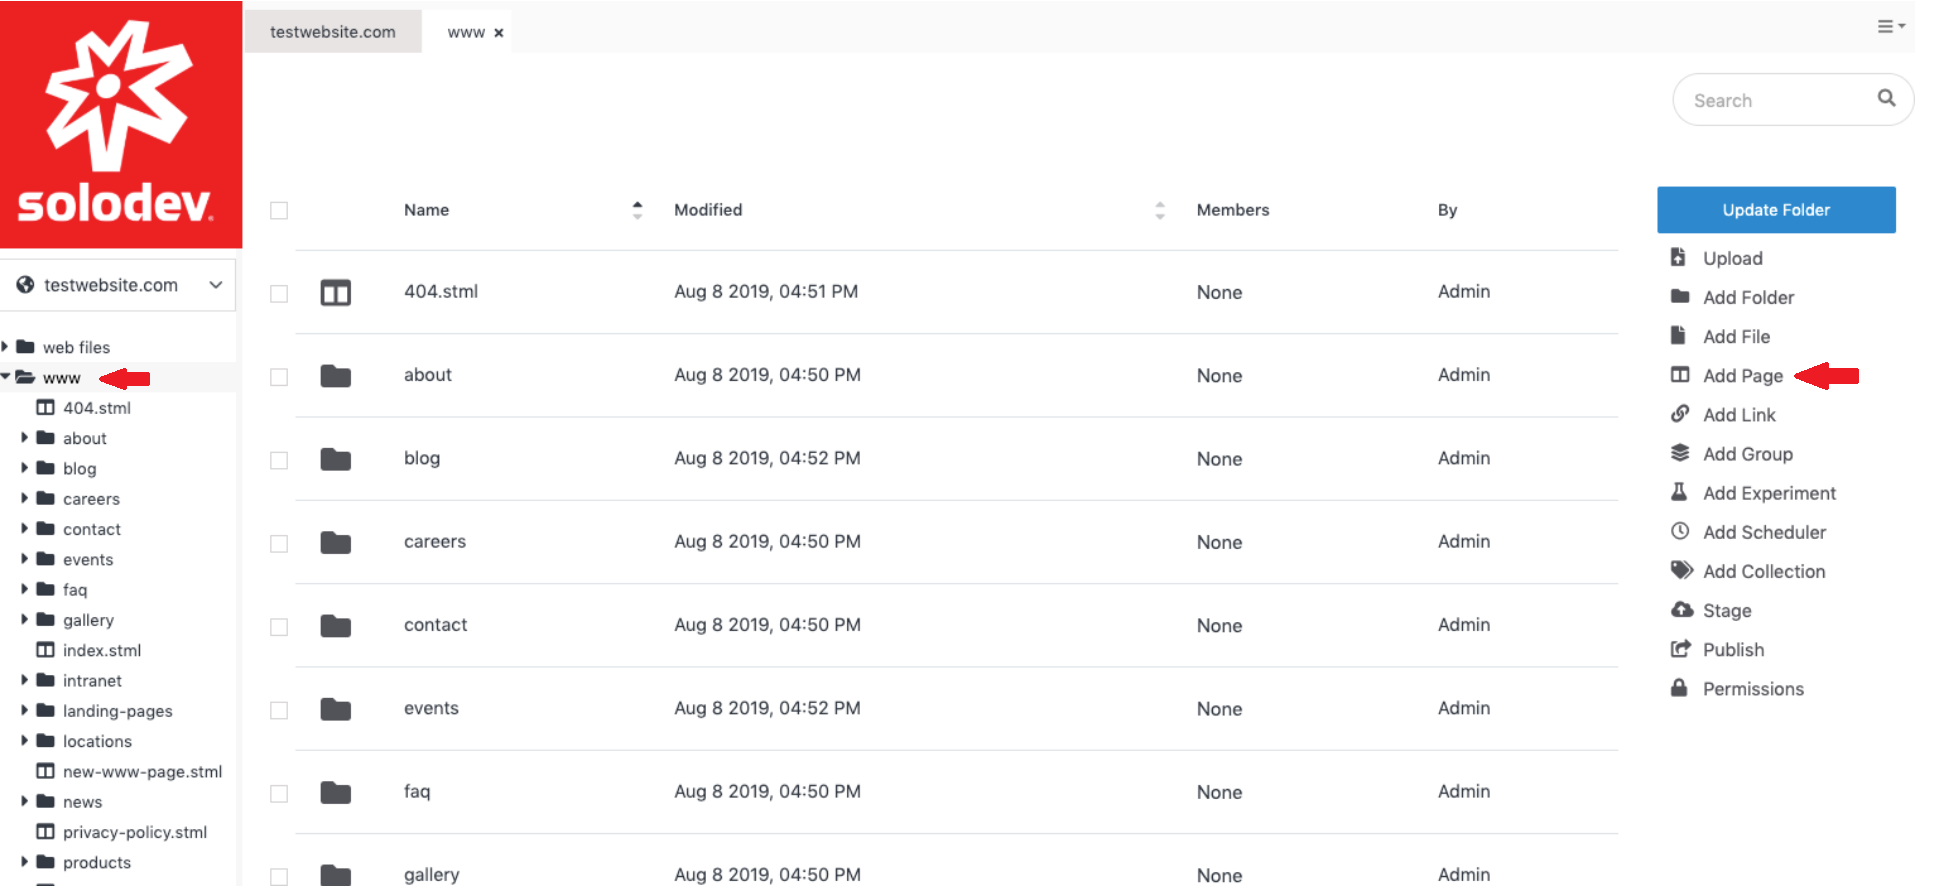 testwebsite.com
www
Search
solodev.
testwebsite.com
web files
www
404.stml
about
blog
careers
contact
events
faq
gallery
index.stml
intranet
landing-pages
locations
new-www-page.stml
news
privacy-policy.stml
products
Name Modified Members By
404.stml Aug 8 2019, 04:51 PM None Admin
about Aug 8 2019, 04:50 PM None Admin
blog Aug 8 2019, 04:52 PM None Admin
careers Aug 8 2019, 04:50 PM None Admin
contact Aug 8 2019, 04:50 PM None Admin
events Aug 8 2019, 04:52 PM None Admin
faq Aug 8 2019, 04:50 PM None Admin
gallery Aug 8 2019, 04:50 PM None Admin
Update Folder
Upload
Add Folder
Add File
Add Page
Add Link
Add Group
Add Experiment
Add Scheduler
Add Collection
Stage
Publish
Permissions